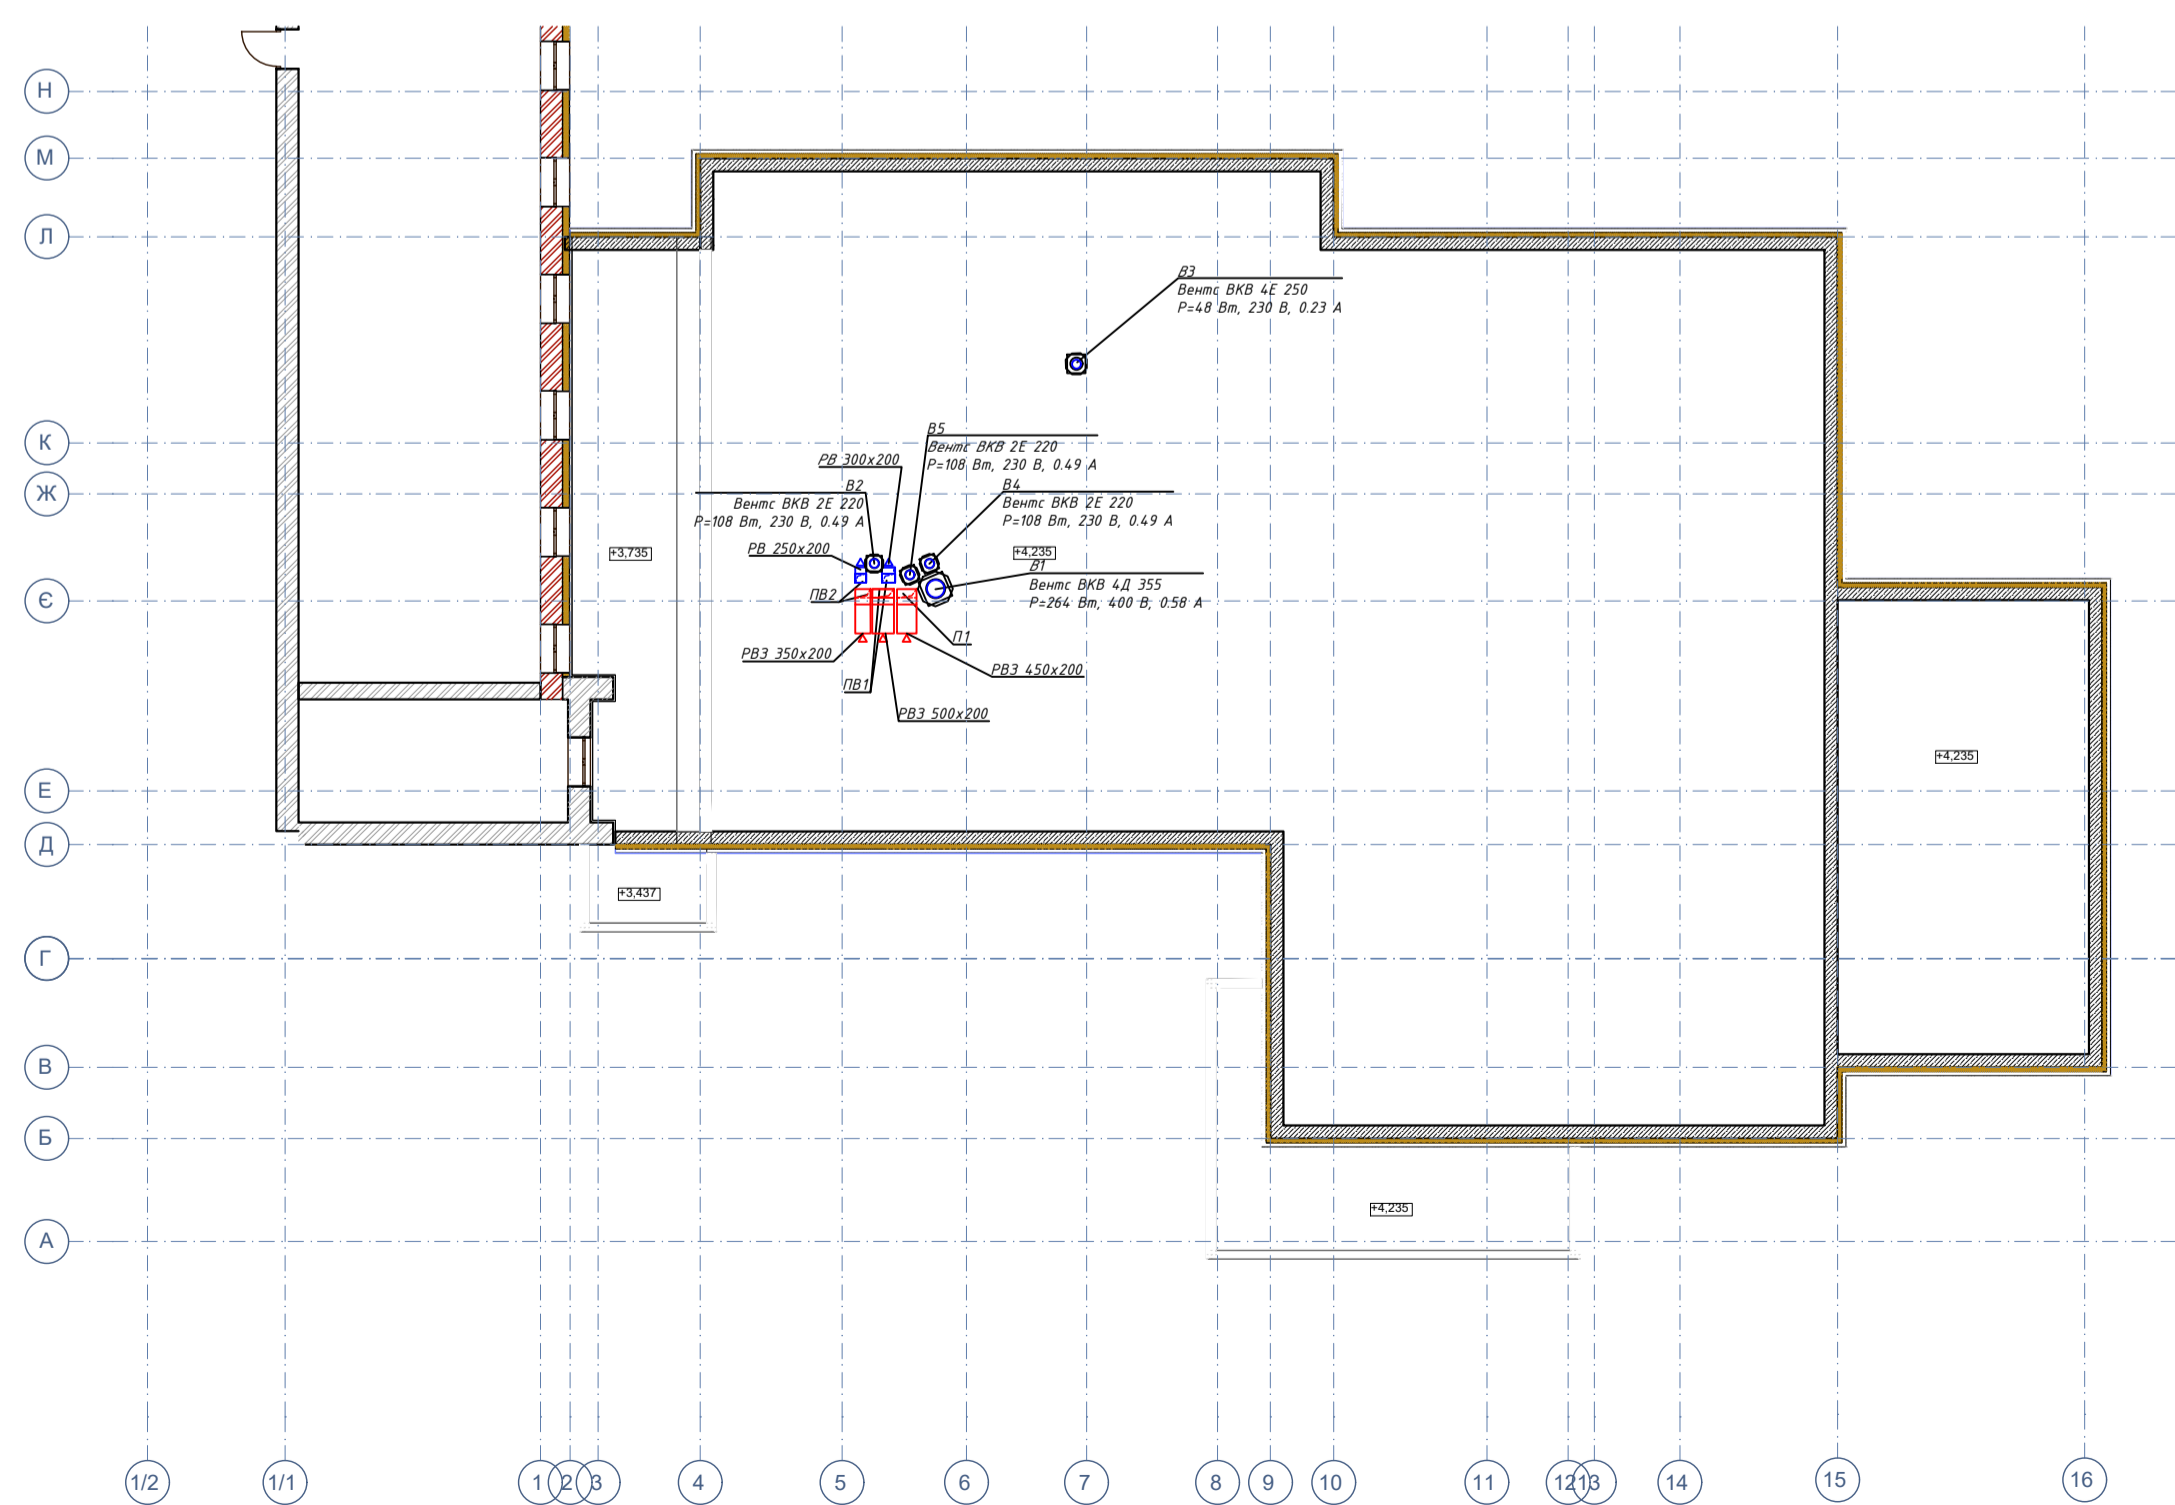 Н
М
Л
В3
Вентс ВКВ 4Е 250
Р=48 Вт, 230 В, 0.23 А
К
В5
Вентс ВКВ 2Е 220
Р=108 Вт, 230 В, 0.49 А
РВ 300х200
Ж
В2
Вентс ВКВ 2Е 220
Р=108 Вт, 230 В, 0.49 А
В4
Вентс ВКВ 2Е 220
Р=108 Вт, 230 В, 0.49 А
+3,735
РВ 250х200
+4,235
В1
Вентс ВКВ 4Д 355
Р=264 Вт, 400 В, 0.58 А
Є
ПВ2
П1
РВЗ 350х200
РВЗ 450х200
ПВ1
РВЗ 500х200
+4,235
Е
Д
+3,437
Г
В
Б
+4,235
А
1/2
1/1
1
2
3
4
5
6
7
8
9
10
11
12
13
14
15
16